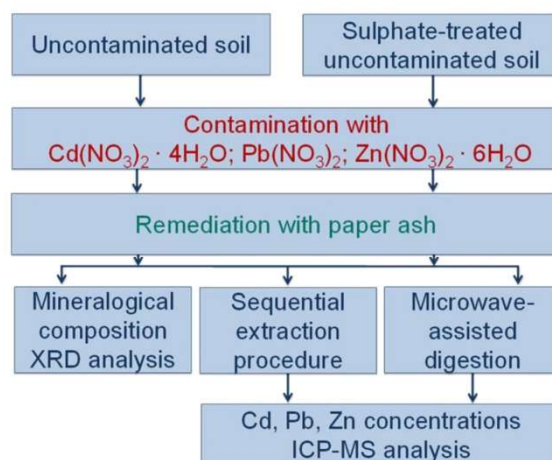 Uncontaminated soil
Sulphate-treated
uncontaminated soil
Contamination with
Cd(NO₃)₂ · 4H₂O; Pb(NO₃)₂; Zn(NO₃)₂ · 6H₂O
Remediation with paper ash
Mineralogical
composition
XRD analysis
Sequential
extraction
procedure
Microwave-
assisted
digestion
Cd, Pb, Zn concentrations
ICP-MS analysis